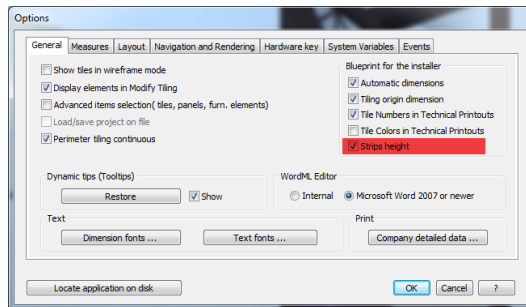 Options
General Measures Layout Navigation and Rendering Hardware key System Variables Events
Show tiles in wireframe mode
Display elements in Modify Tiling
Advanced items selection( tiles, panels, furn. elements)
Load/save project on file
Perimeter tiling continuous
Blueprint for the installer
Automatic dimensions
Tiling origin dimension
Tile Numbers in Technical Printouts
Tile Colors in Technical Printouts
Strips height
Dynamic tips (Tooltips)
Restore Show
WordML Editor
Internal Microsoft Word 2007 or newer
Text
Dimension fonts ... Text fonts ...
Print
Company detailed data ...
Locate application on disk OK Cancel ?